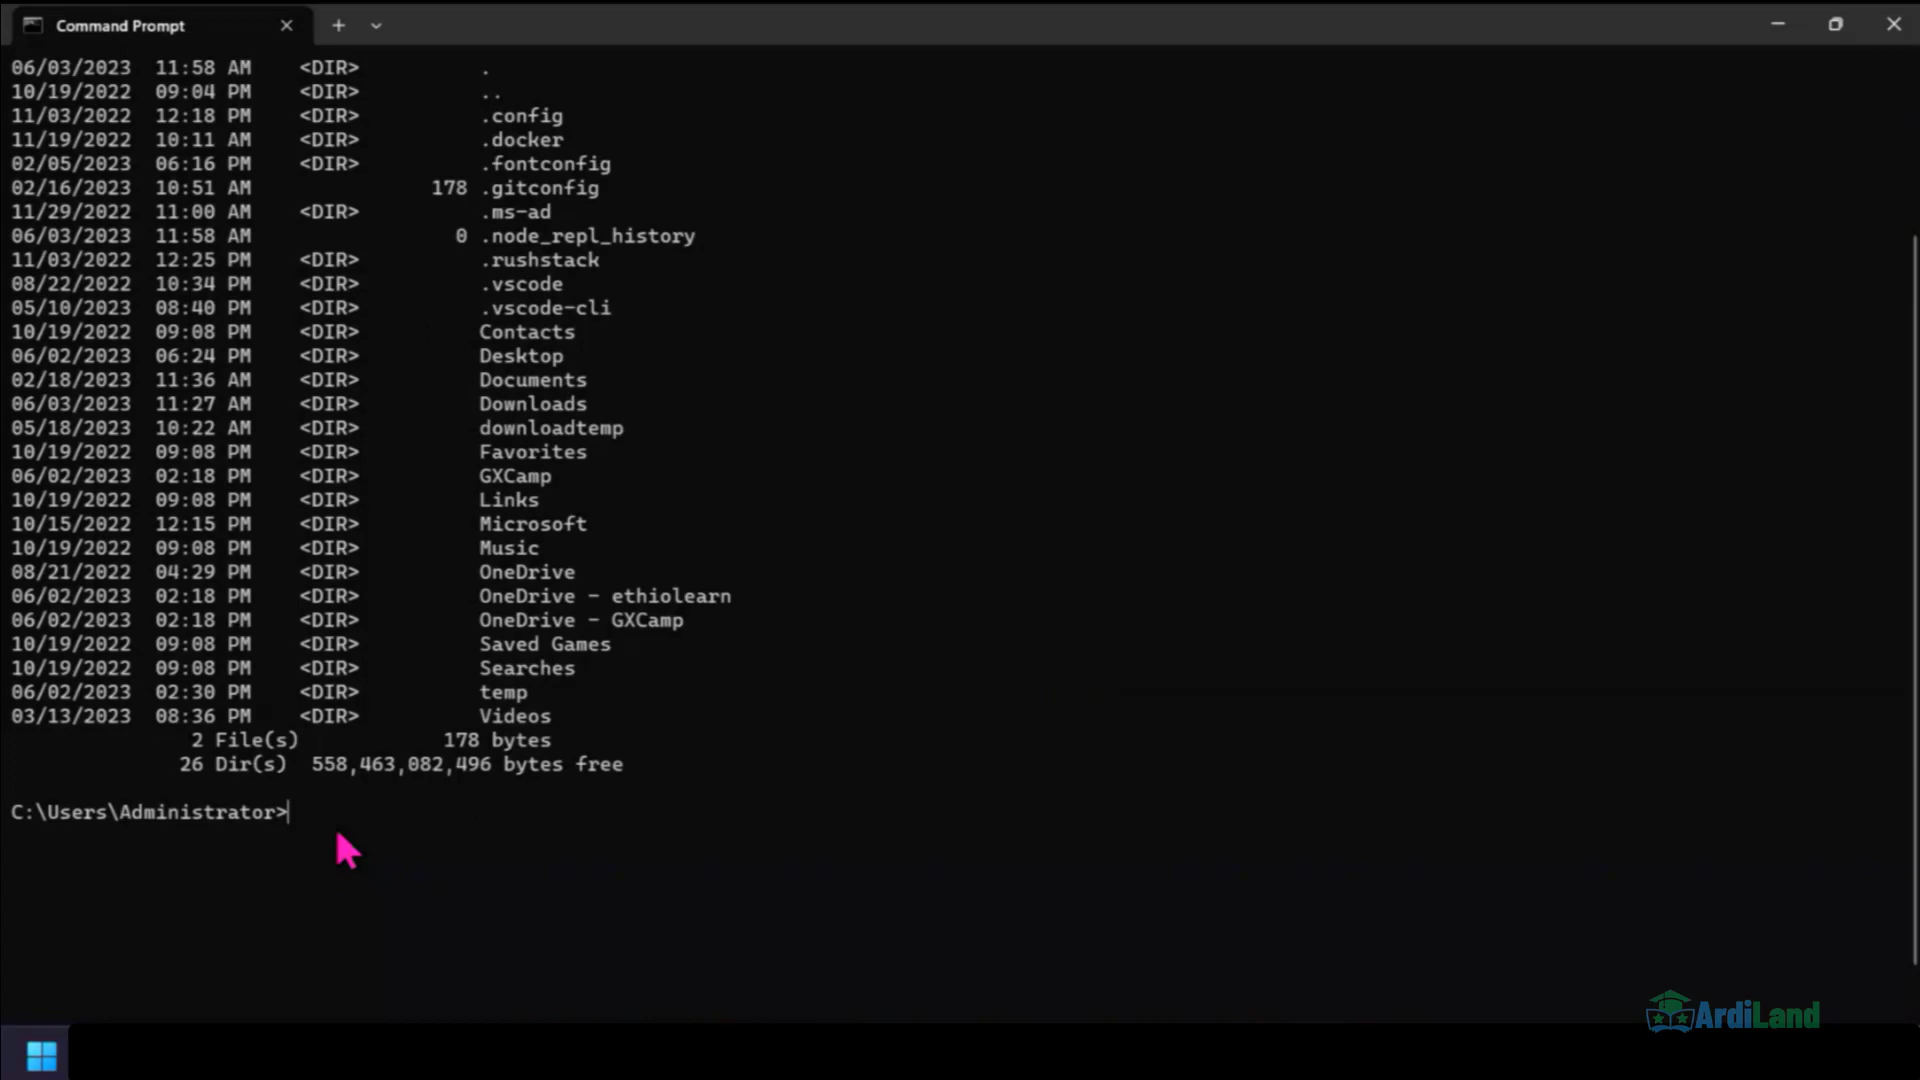 Command Prompt
06/03/2023  11:58 AM    <DIR>          .
10/19/2022  09:04 PM    <DIR>          ..
11/03/2022  12:18 PM    <DIR>          .config
11/19/2022  10:11 AM    <DIR>          .docker
02/05/2023  06:16 PM    <DIR>          .fontconfig
02/16/2023  10:51 AM               178 .gitconfig
11/29/2022  11:00 AM    <DIR>          .ms-ad
06/03/2023  11:58 AM                 0 .node_repl_history
11/03/2022  12:25 PM    <DIR>          .rushstack
08/22/2022  10:34 PM    <DIR>          .vscode
05/10/2023  08:40 PM    <DIR>          .vscode-cli
10/19/2022  09:08 PM    <DIR>          Contacts
06/02/2023  06:24 PM    <DIR>          Desktop
02/18/2023  11:36 AM    <DIR>          Documents
06/03/2023  11:27 AM    <DIR>          Downloads
05/18/2023  10:22 AM    <DIR>          downloadtemp
10/19/2022  09:08 PM    <DIR>          Favorites
06/02/2023  02:18 PM    <DIR>          GXCamp
10/19/2022  09:08 PM    <DIR>          Links
10/15/2022  12:15 PM    <DIR>          Microsoft
10/19/2022  09:08 PM    <DIR>          Music
08/21/2022  04:29 PM    <DIR>          OneDrive
06/02/2023  02:18 PM    <DIR>          OneDrive - ethiolearn
06/02/2023  02:18 PM    <DIR>          OneDrive - GXCamp
10/19/2022  09:08 PM    <DIR>          Saved Games
10/19/2022  09:08 PM    <DIR>          Searches
06/02/2023  02:30 PM    <DIR>          temp
03/13/2023  08:36 PM    <DIR>          Videos
               2 File(s)            178 bytes
              26 Dir(s)  558,463,082,496 bytes free
C:\Users\Administrator>
ArdiLand